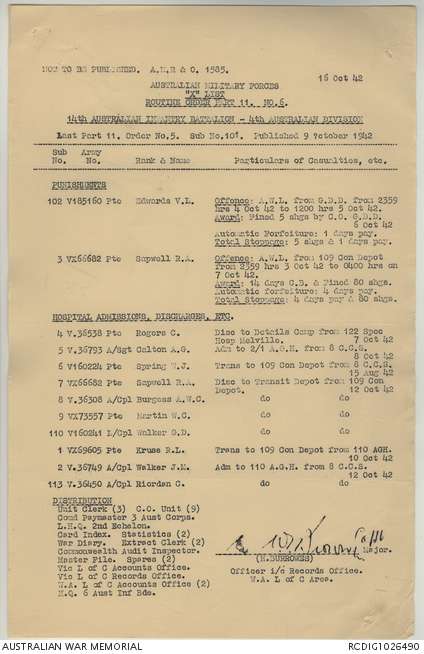 NOT TO BE PUBLISHED. A.M.R & O. 1585.
16 Oct 42
AUSTRALIAN MILITARY FORCES
"X" LIST
ROUTINE ORDER PART 11. NO.6.
14th AUSTRALIAN INFANTRY BATTALION - 4th AUSTRALIAN DIVISION
Last Part 11. Order No.5. Sub No.101. Published 9 October 1942
Sub No. Army No. Rank & Name Particulars of Casualties, etc.
PUNISHMENTS
102 V185160 Pte Edwards V.L. Offence: A.W.L. from G.D.D. from 2359
hrs 4 Oct 42 to 1200 hrs 5 Oct 42.
Award: Fined 5 shgs by C.O. G.D.D.
6 Oct 42
Automatic Forfeiture: 1 days pay.
Total Stoppage: 5 shgs & 1 days pay.
3 VX66682 Pte Sapwell R.A. Offence: A.W.L. from 109 Con Depot
from 2359 hrs 3 Oct 42 to 0400 hrs on
7 Oct 42.
Award: 14 days C.B. & Fined 80 shgs.
Automatic forfeiture: 4 days pay.
Total Stoppage: 4 days pay & 80 shgs.
HOSPITAL ADMISSIONS, DISCHARGES, ETC.
4 V.36538 Pte Rogers C. Disc to Details Camp from 122 Spec
Hosp Melville. 7 Oct 42
5 V.36793 A/Sgt Calton A.G. Adm to 2/1 A.G.H. from 8 C.C.S.
8 Oct 42
6 V160224 Pte Spring W.J. Trans to 109 Con Depot from 8 C.C.S.
15 Aug 42
7 VX66682 Pte Sapwell R.A. Disc to Transit Depot from 109 Con
Depot. 12 Oct 42
8 V.36308 A/Cpl Burgess A.W.C. do do
9 VX73557 Pte Martin W.C. do do
110 V160241 L/Cpl Walker G.D. do do
1 VX69605 Pte Kruss R.L. Trans to 109 Con Depot from 110 AGH.
10 Oct 42
2 V.36749 A/Cpl Walker J.M. Adm to 110 A.G.H. from 8 C.C.S.
12 Oct 42
113 V.36450 A/Cpl Riordan C. do do
DISTRIBUTION
Unit Clerk (3) C.O. Unit (9)
Comd Paymaster 3 Aust Corps.
L.H.Q. 2nd Echelon.
Card Index. Statistics (2)
War Diary. Extract Clerk (2)
Commonwealth Audit Inspector.
Master File. Spares (2)
Vic L of C Accounts Office.
Vic L of C Records Office.
W.A. L of C Accounts Office (2)
H.Q. 6 Aust Inf Bde.
Major.
(N.BURROWES)
Officer i/c Records Office.
W.A. L of C Area.
AUSTRALIAN WAR MEMORIAL
RCDIG1026490